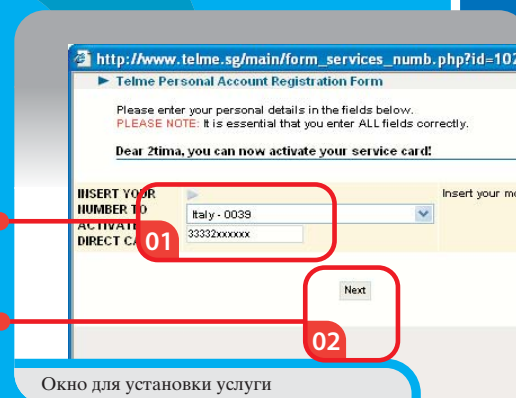 http://www.telme.sg/main/form_services_numb.php?id=102
Telme Personal Account Registration Form
Please enter your personal details in the fields below.
PLEASE NOTE: It is essential that you enter ALL fields correctly.
Dear 2tima, you can now activate your service card!
INSERT YOUR
NUMBER TO
ACTIVATE
DIRECT
Insert your
Italy - 0039
33332xxxxxx
01
Next
02
Окно для установки услуги